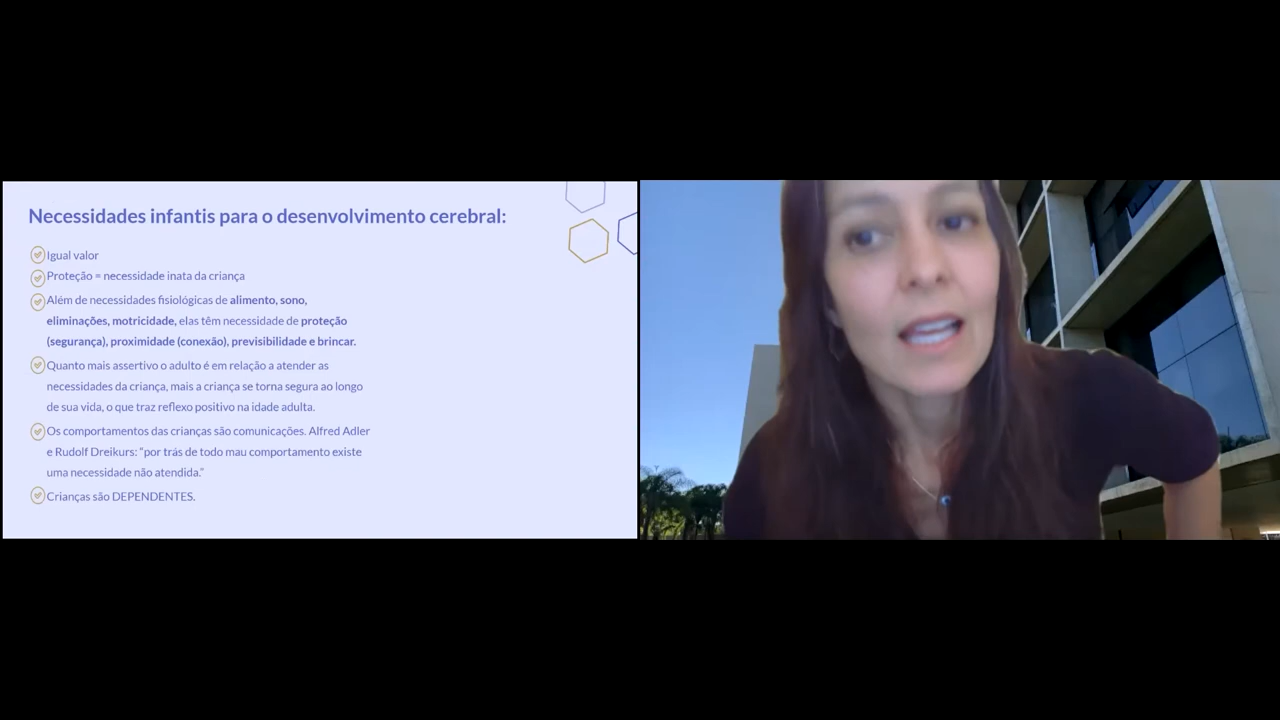 Necessidades infantis para o desenvolvimento cerebral:
Igual valor
Proteção = necessidade inata da criança
Além de necessidades fisiológicas de alimento, sono,
eliminações, motricidade, elas têm necessidade de proteção
(segurança), proximidade (conexão), previsibilidade e brincar.
Quanto mais assertivo o adulto é em relação a atender as
necessidades da criança, mais a criança se torna segura ao longo
de sua vida, o que traz reflexo positivo na idade adulta.
Os comportamentos das crianças são comunicações. Alfred Adler
e Rudolf Dreikurs: “por trás de todo mau comportamento existe
uma necessidade não atendida.”
Crianças são DEPENDENTES.